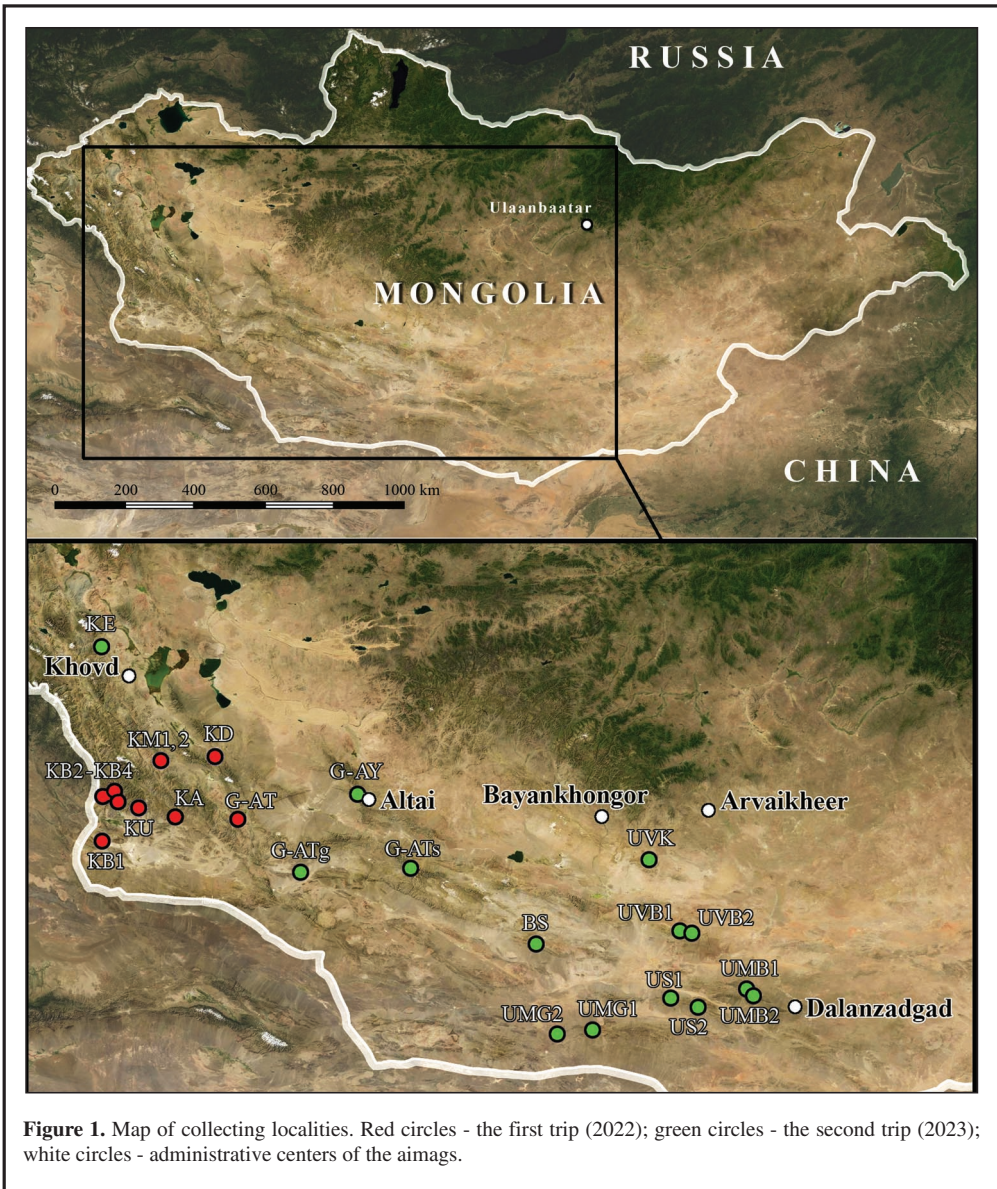 RUSSIA
Ulaanbaatar
MONGOLIA
CHINA
0 200 400 600 800 1000 km
KE
Khovd
KM1, 2
KD
KB2-KB4
G-AY
Altai
Bayankhongor
Arvaikheer
KU
KA
G-AT
KB1
G-ATg
G-ATs
UVK
BS
UVB1
UVB2
US1
UMB1
UMG2
UMG1
US2
UMB2
Dalanzadgad
Figure 1. Map of collecting localities. Red circles - the first trip (2022); green circles - the second trip (2023);
white circles - administrative centers of the aimags.